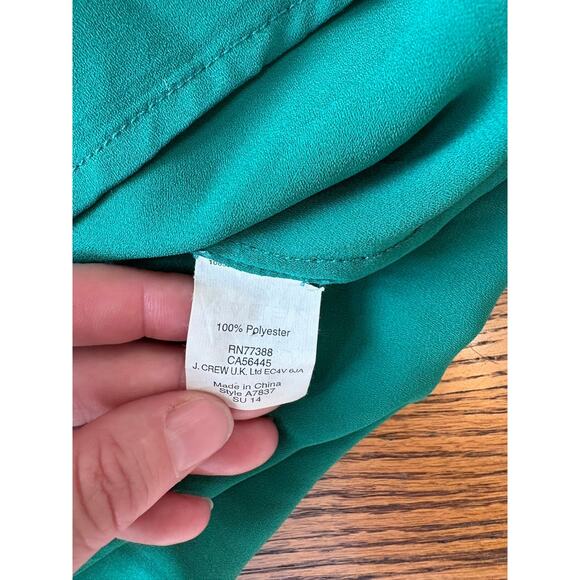 100% Polyester
RN77388
CA56445
J. CREW U.K. Ltd EC4V 6JA
Made in China
Style A7837
SU 14